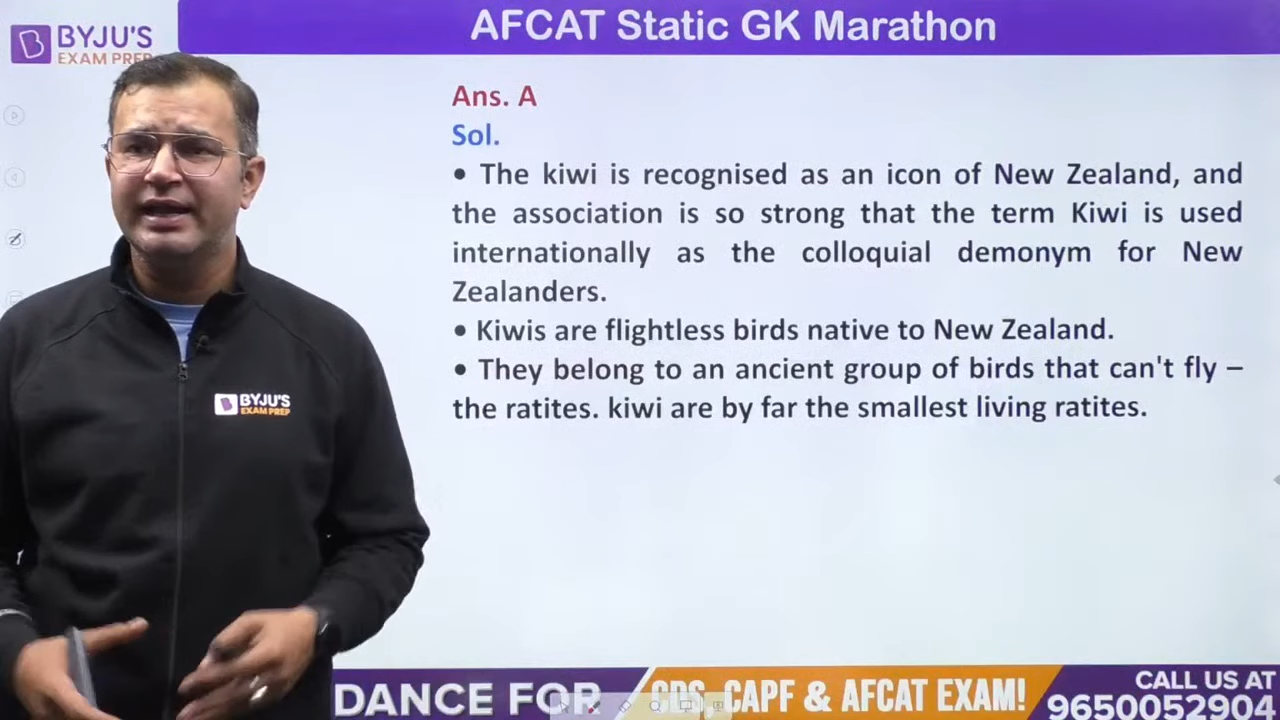 BYJU'S
EXAM PREP
AFCAT Static GK Marathon
Ans. A
Sol.
• The kiwi is recognised as an icon of New Zealand, and
the association is so strong that the term Kiwi is used
internationally as the colloquial demonym for New
Zealanders.
• Kiwis are flightless birds native to New Zealand.
• They belong to an ancient group of birds that can't fly –
the ratites. kiwi are by far the smallest living ratites.
BYJU'S
EXAM PREP
DANCE FOR
CDS, CAPF & AFCAT EXAM!
CALL US AT
9650052904